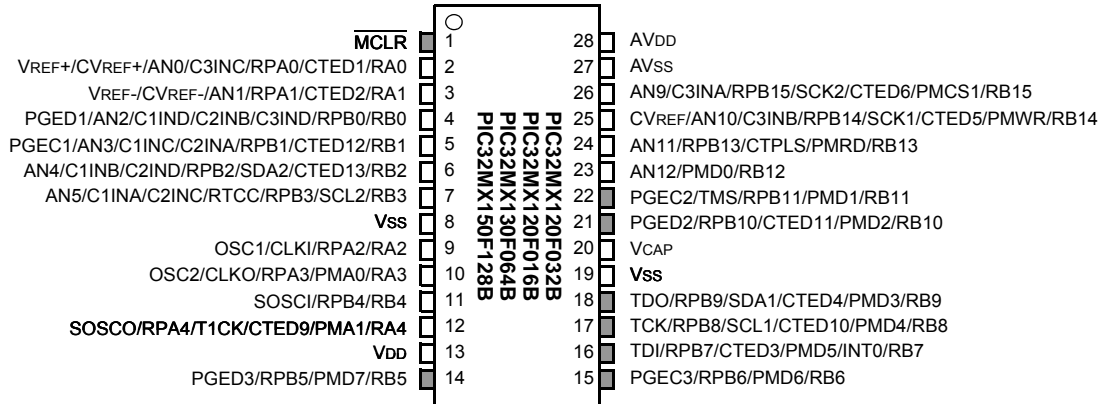 MCLR 1 28 AVDD
VREF+/CVREF+/AN0/C3INC/RPA0/CTED1/RA0 2 27 AVSS
VREF-/CVREF-/AN1/RPA1/CTED2/RA1 3 26 AN9/C3INA/RPB15/SCK2/CTED6/PMCS1/RB15
PGED1/AN2/C1IND/C2INB/C3IND/RPB0/RB0 4 25 CVREF/AN10/C3INB/RPB14/SCK1/CTED5/PMWR/RB14
PGEC1/AN3/C1INC/C2INA/RPB1/CTED12/RB1 5 24 AN11/RPB13/CTPLS/PMRD/RB13
AN4/C1INB/C2IND/RPB2/SDA2/CTED13/RB2 6 23 AN12/PMD0/RB12
AN5/C1INA/C2INC/RTCC/RPB3/SCL2/RB3 7 22 PGEC2/TMS/RPB11/PMD1/RB11
VSS 8 21 PGED2/RPB10/CTED11/PMD2/RB10
OSC1/CLKI/RPA2/RA2 9 20 VCAP
OSC2/CLKO/RPA3/PMA0/RA3 10 19 VSS
SOSCI/RPB4/RB4 11 18 TDO/RPB9/SDA1/CTED4/PMD3/RB9
SOSCO/RPA4/T1CK/CTED9/PMA1/RA4 12 17 TCK/RPB8/SCL1/CTED10/PMD4/RB8
VDD 13 16 TDI/RPB7/CTED3/PMD5/INT0/RB7
PGED3/RPB5/PMD7/RB5 14 15 PGEC3/RPB6/PMD6/RB6
PIC32MX120F032B
PIC32MX120F016B
PIC32MX130F064B
PIC32MX150F128B